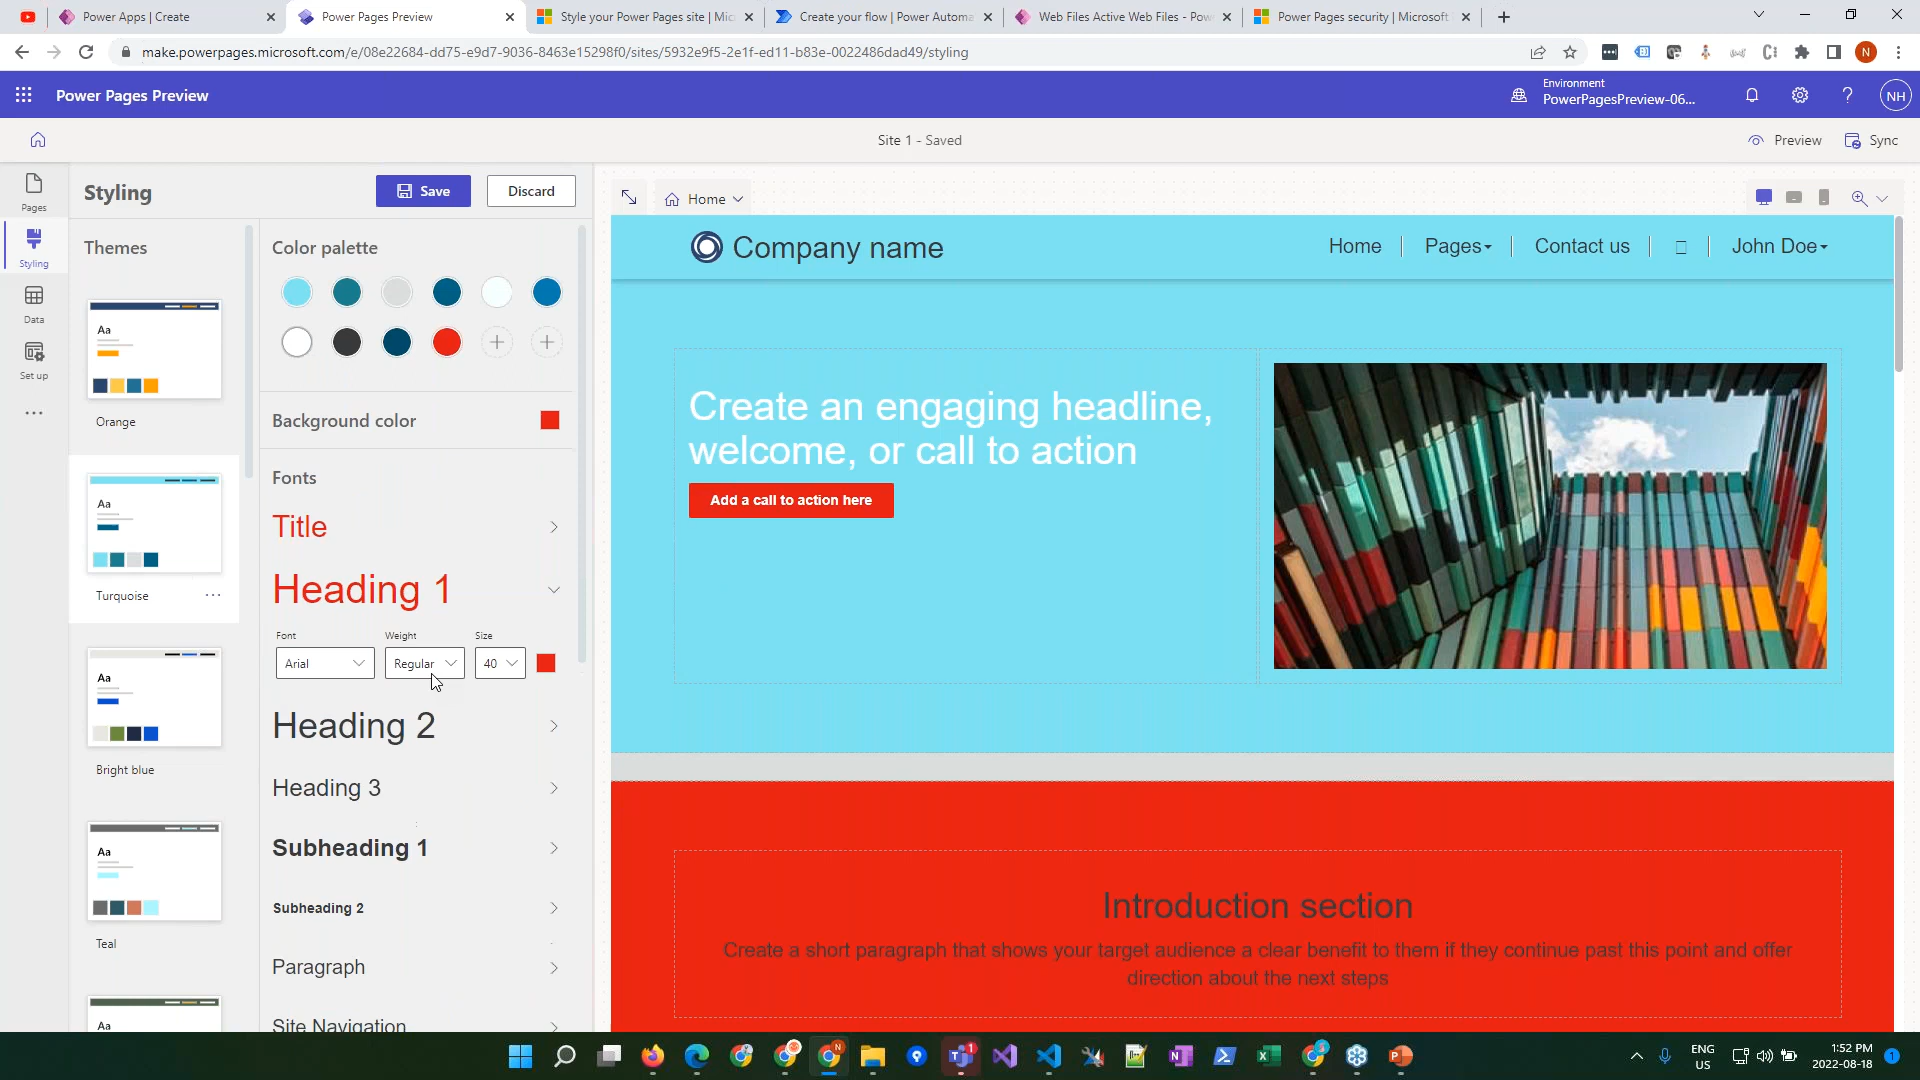 Power Apps | Create
Power Pages Preview
Style your Power Pages site | Mic
Create your flow | Power Automa
Web Files Active Web Files - Pow
Power Pages security | Microsoft
make.powerpages.microsoft.com/e/08e22684-dd75-e9d7-9036-8463e15298f0/sites/5932e9f5-2e1f-ed11-b83e-0022486dad49/styling
N
Power Pages Preview
Environment
PowerPagesPreview-06...
NH
Site 1 - Saved
Preview
Sync
Pages
Styling
Data
Set up
Styling
Save
Discard
Themes
Aa
Orange
Aa
Turquoise
Aa
Bright blue
Aa
Teal
Aa
Color palette
Background color
Fonts
Title
Heading 1
Font
Weight
Size
Arial
Regular
40
Heading 2
Heading 3
Subheading 1
Subheading 2
Paragraph
Site Navigation
Home
Company name
Home
Pages
Contact us
John Doe
Create an engaging headline,
welcome, or call to action
Add a call to action here
Introduction section
Create a short paragraph that shows your target audience a clear benefit to them if they continue past this point and offer
direction about the next steps
ENG
US
1:52 PM
2022-08-18